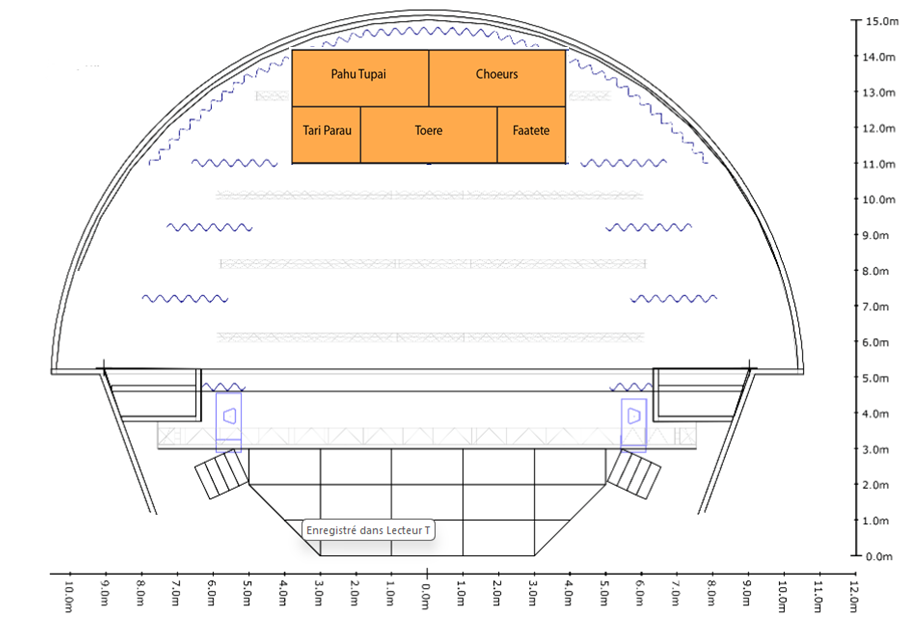 15.0m
14.0m
Pahu Tupai
Choeurs
13.0m
12.0m
Tari Parau
Toere
Faatete
11.0m
10.0m
9.0m
8.0m
7.0m
6.0m
5.0m
4.0m
3.0m
2.0m
1.0m
Enregistré dans Lecteur T
0.0m
10.0m
9.0m
8.0m
7.0m
6.0m
5.0m
4.0m
3.0m
2.0m
1.0m
0.0m
1.0m
2.0m
3.0m
4.0m
5.0m
6.0m
7.0m
8.0m
9.0m
10.0m
11.0m
12.0m